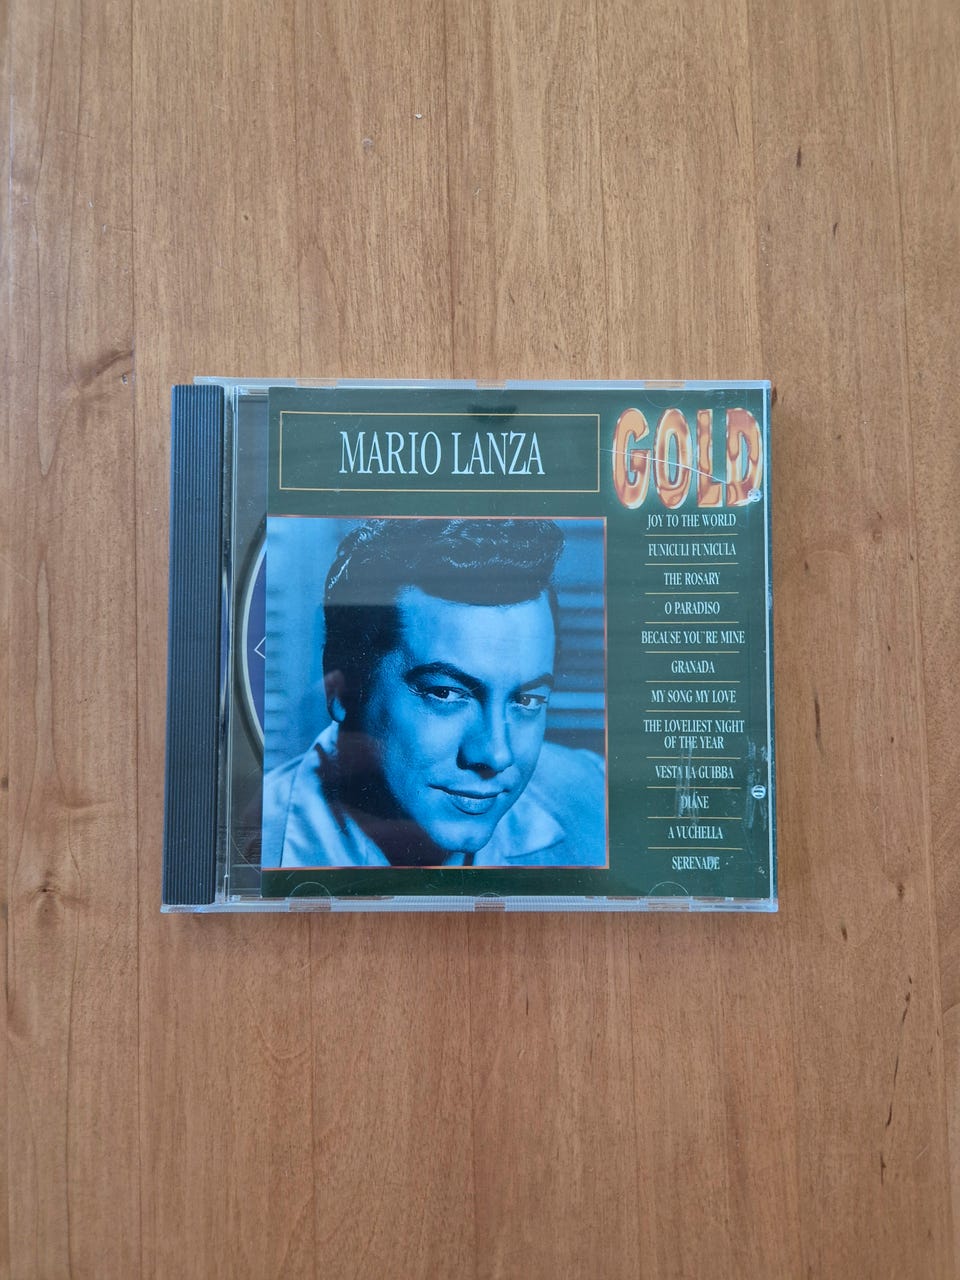 MARIO LANZA
GOLD
JOY TO THE WORLD
FUNICULI FUNICULA
THE ROSARY
O PARADISO
BECAUSE YOU'RE MINE
GRANADA
MY SONG MY LOVE
THE LOVELIEST NIGHT
OF THE YEAR
VESTA LA GUIBBA
DIANE
A VUCHELLA
SERENADE